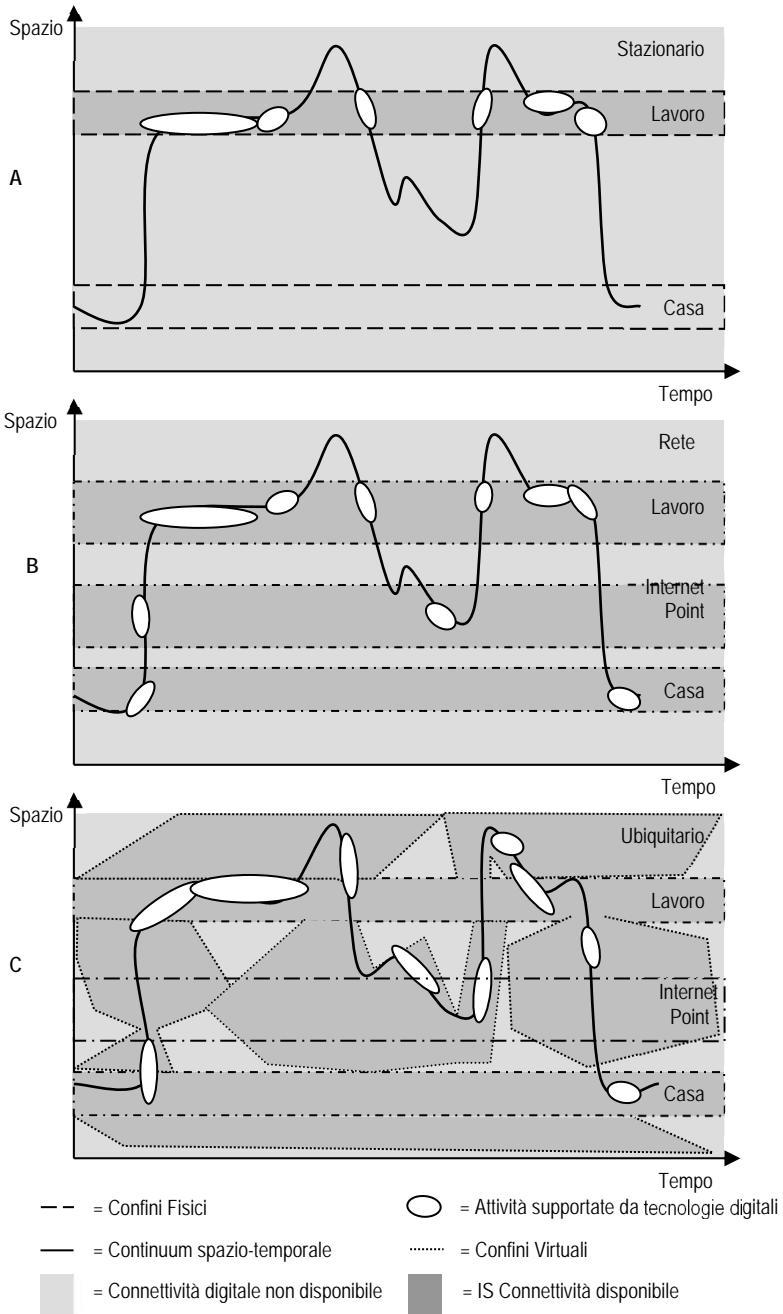 Spazio
Stazionario
Lavoro
A
Casa
Tempo
Spazio
Rete
Lavoro
B
Internet
Point
Casa
Tempo
Spazio
Ubiquitario
Lavoro
C
Internet
Point
Casa
Tempo
= Confini Fisici
= Attività supportate da tecnologie digitali
= Continuum spazio-temporale
= Confini Virtuali
= Connettività digitale non disponibile
= IS Connettività disponibile